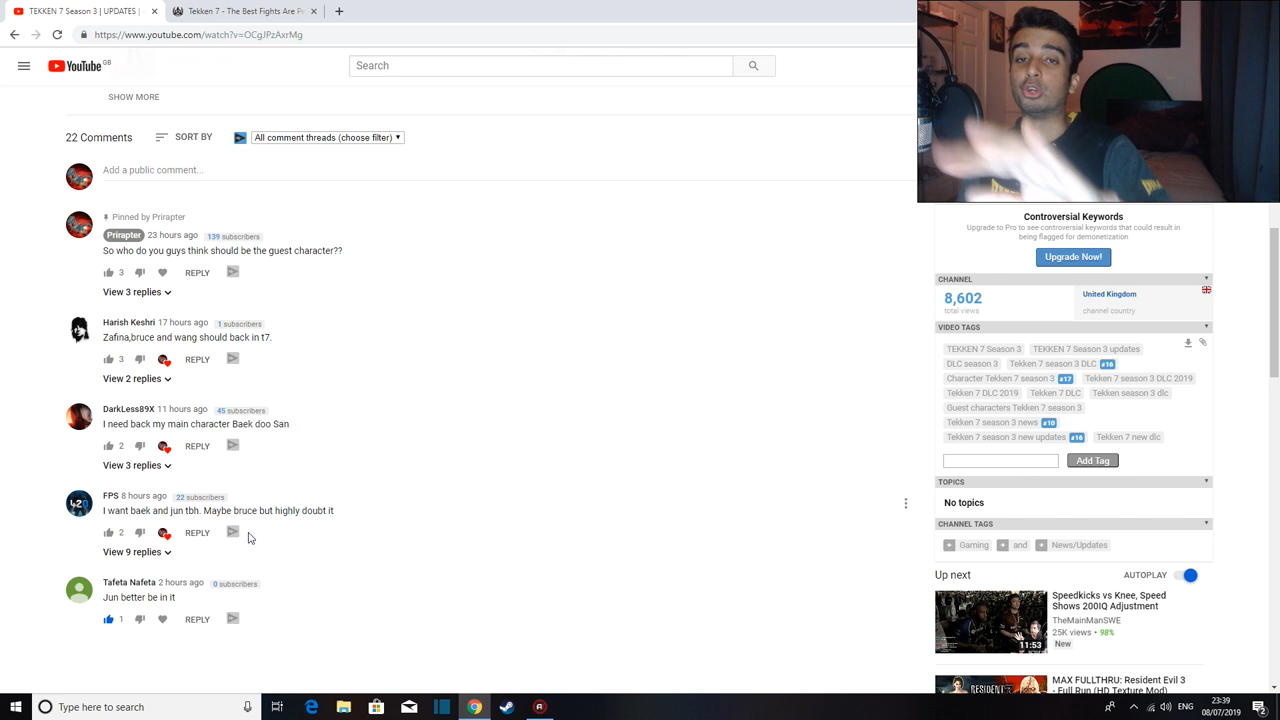 TEKKEN 7 Season 3 | UPDATES
Tekken 7 - The Best Fights Are Pe
https://www.youtube.com/watch?v=OCgJPzAxrMg
YouTube GB
Search
SHOW MORE
22 Comments
SORT BY
All comment threads (choose filter)
Add a public comment...
Pinned by Prirapter
Prirapter 23 hours ago 139 subscribers
So who do you guys think should be the guest character??
3 REPLY
View 3 replies
Harish Keshri 17 hours ago 1 subscribers
Zafina,bruce and wang should back in t7.
3 REPLY
View 2 replies
DarkLess89X 11 hours ago 45 subscribers
I need back my main character Baek doo San
2 REPLY
View 3 replies
420
FPS 8 hours ago 22 subscribers
I want baek and jun tbh. Maybe bruce but highly doubt it
2 REPLY
View 9 replies
Tafeta Nafeta 2 hours ago 0 subscribers
Jun better be in it
1 REPLY
Controversial Keywords
Upgrade to Pro to see controversial keywords that could result in
being flagged for demonetization
Upgrade Now!
CHANNEL
8,602 United Kingdom
total views channel country
VIDEO TAGS
TEKKEN 7 Season 3 TEKKEN 7 Season 3 updates
DLC season 3 Tekken 7 season 3 DLC #16
Character Tekken 7 season 3 #17 Tekken 7 season 3 DLC 2019
Tekken 7 DLC 2019 Tekken 7 DLC Tekken season 3 dlc
Guest characters Tekken 7 season 3
Tekken 7 season 3 news #10
Tekken 7 season 3 new updates #16 Tekken 7 new dlc
Add Tag
TOPICS
No topics
CHANNEL TAGS
Gaming and News/Updates
Up next AUTOPLAY
Speedkicks vs Knee, Speed
Shows 200IQ Adjustment
TheMainManSWE
25K views • 98%
New
11:53
MAX FULLTHRU: Resident Evil 3
- Full Run (HD Texture Mod)
RESIDENT
Type here to search
ENG
23:39
08/07/2019
2